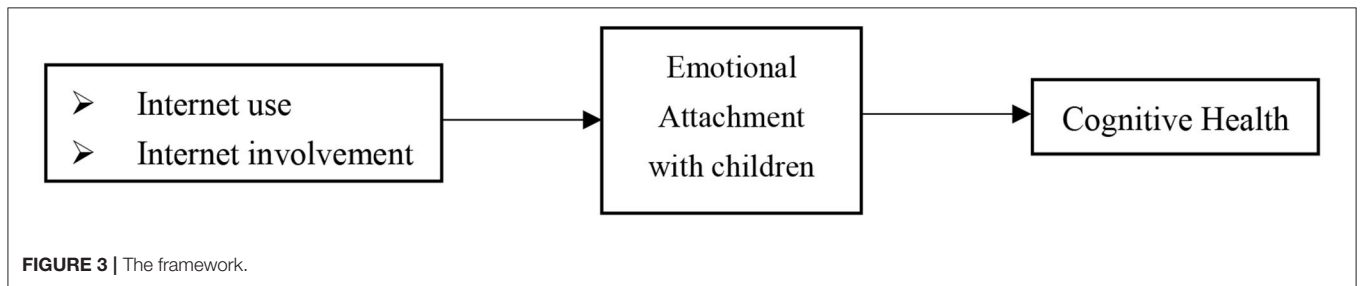 ➢ Internet use
➢ Internet involvement
Emotional
Attachment
with children
Cognitive Health
FIGURE 3 | The framework.